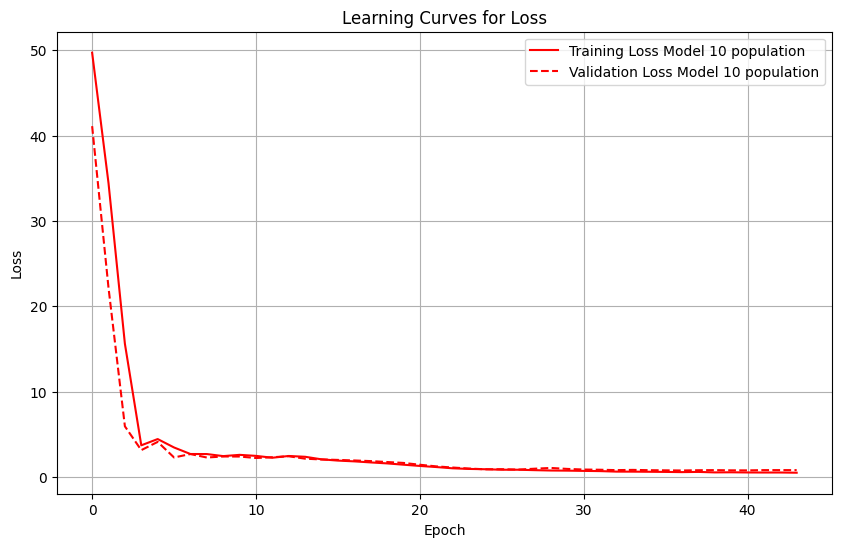 Learning Curves for Loss
Training Loss Model 10 population
Validation Loss Model 10 population
Loss
50
40
30
20
10
0
0 10 20 30 40
Epoch